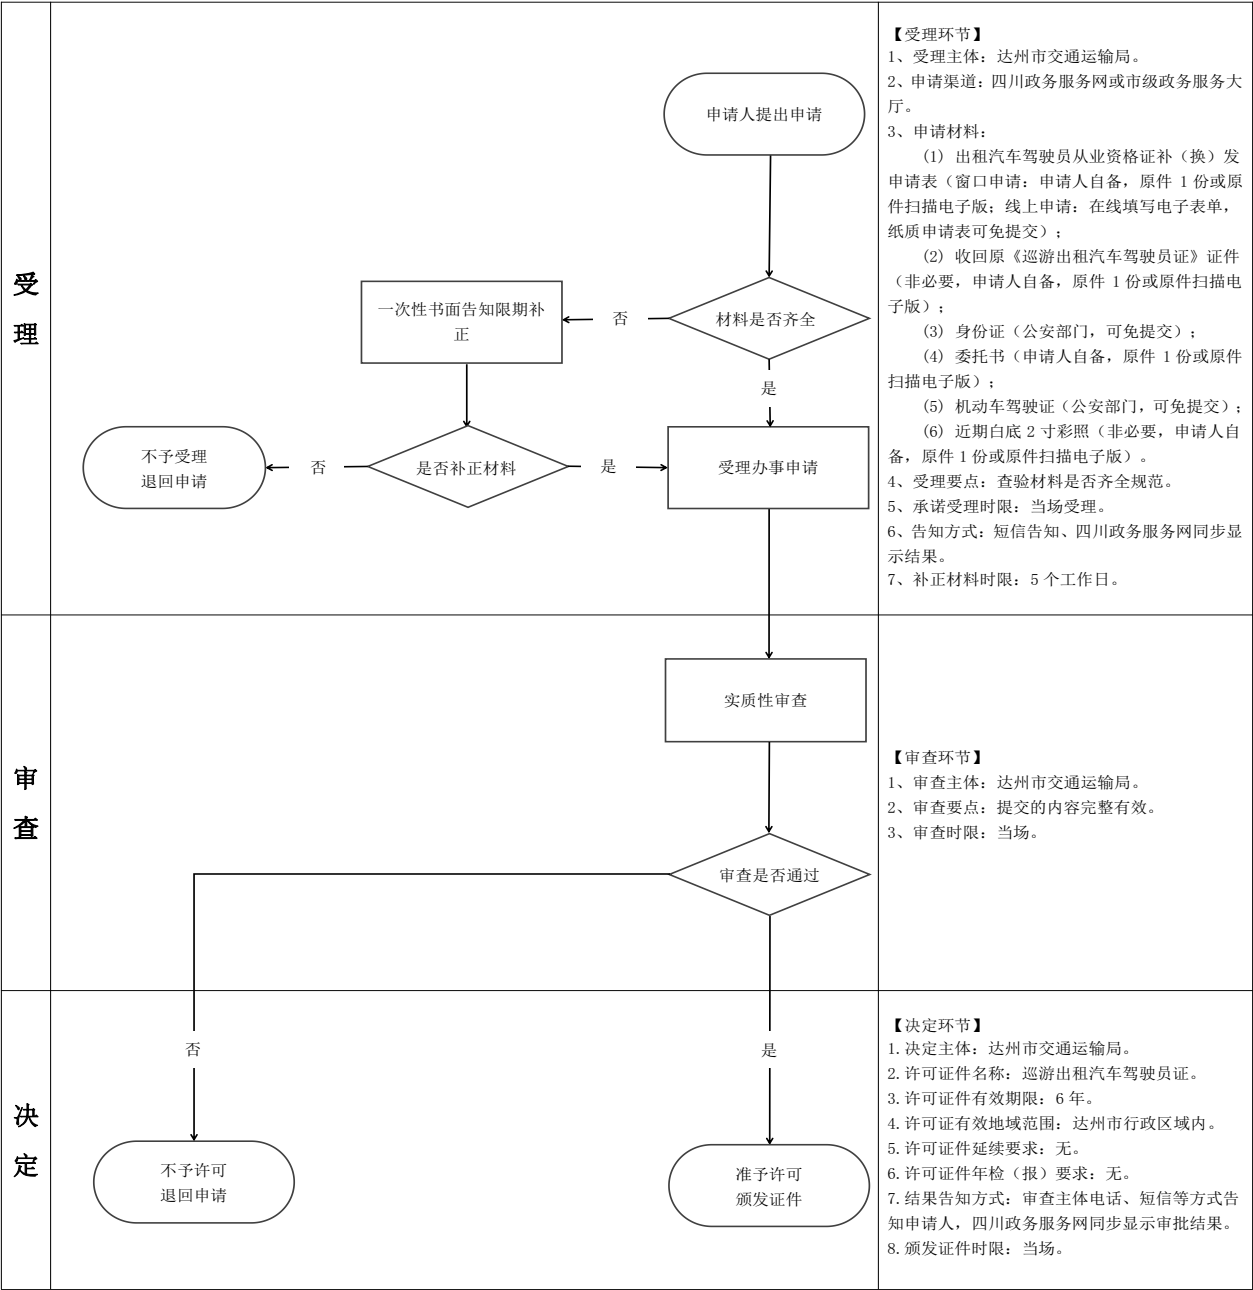 受
理
申请人提出申请
材料是否齐全
否
一次性书面告知限期补
正
是
是否补正材料
否
不予受理
退回申请
是
受理办事申请
【受理环节】
1、受理主体：达州市交通运输局。
2、申请渠道：四川政务服务网或市级政务服务大
厅。
3、申请材料：
(1) 出租汽车驾驶员从业资格证补（换）发
申请表（窗口申请：申请人自备，原件 1 份或原
件扫描电子版；线上申请：在线填写电子表单，
纸质申请表可免提交）；
(2) 收回原《巡游出租汽车驾驶员证》证件
（非必要，申请人自备，原件 1 份或原件扫描电
子版）；
(3) 身份证（公安部门，可免提交）；
(4) 委托书（申请人自备，原件 1 份或原件
扫描电子版）；
(5) 机动车驾驶证（公安部门，可免提交）；
(6) 近期白底 2 寸彩照（非必要，申请人自
备，原件 1 份或原件扫描电子版）。
4、受理要点：查验材料是否齐全规范。
5、承诺受理时限：当场受理。
6、告知方式：短信告知、四川政务服务网同步显
示结果。
7、补正材料时限：5 个工作日。
审
查
实质性审查
审查是否通过
【审查环节】
1、审查主体：达州市交通运输局。
2、审查要点：提交的内容完整有效。
3、审查时限：当场。
决
定
否
是
不予许可
退回申请
准予许可
颁发证件
【决定环节】
1.决定主体：达州市交通运输局。
2.许可证件名称：巡游出租汽车驾驶员证。
3.许可证件有效期限：6 年。
4.许可证有效地域范围：达州市行政区域内。
5.许可证件延续要求：无。
6.许可证件年检（报）要求：无。
7.结果告知方式：审查主体电话、短信等方式告
知申请人，四川政务服务网同步显示审批结果。
8.颁发证件时限：当场。